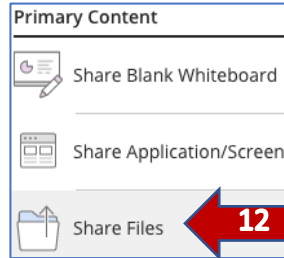 Primary Content
Share Blank Whiteboard
Share Application/Screen
Share Files
12